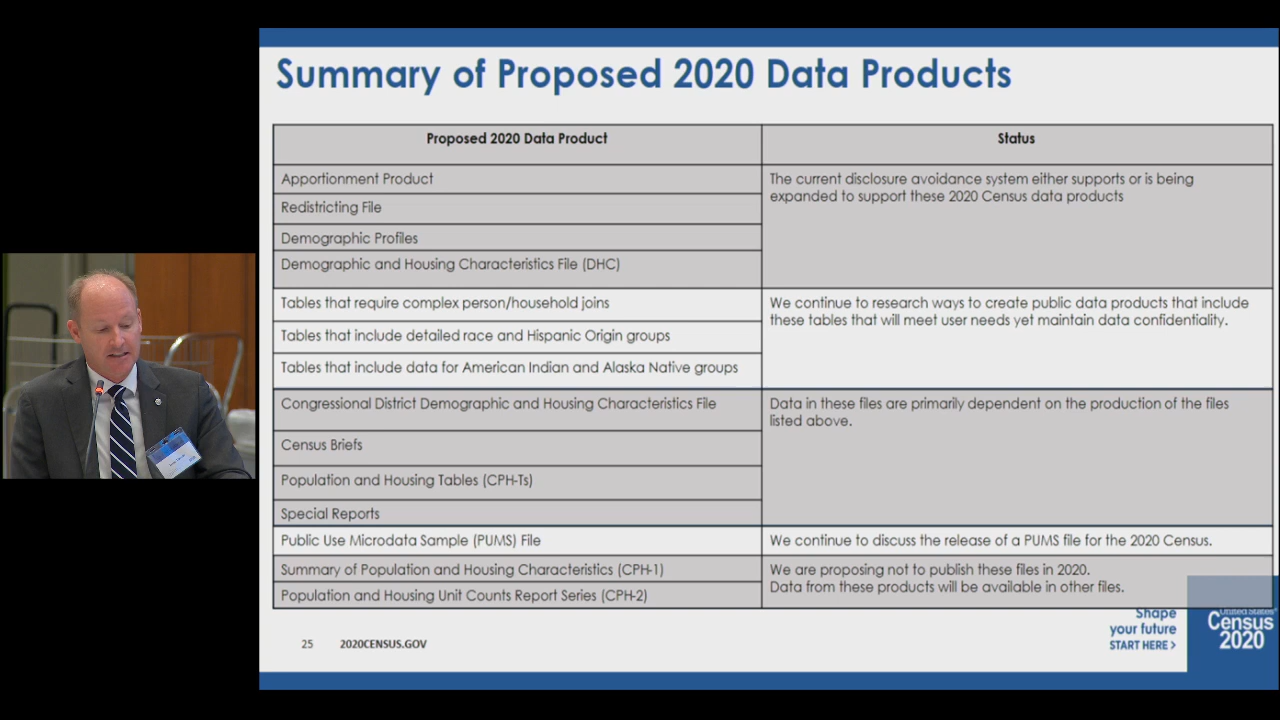 Summary of Proposed 2020 Data Products
Proposed 2020 Data Product
Status
Apportionment Product
The current disclosure avoidance system either supports or is being
expanded to support these 2020 Census data products
Redistricting File
Demographic Profiles
Demographic and Housing Characteristics File (DHC)
Tables that require complex person/household joins
We continue to research ways to create public data products that include
these tables that will meet user needs yet maintain data confidentiality.
Tables that include detailed race and Hispanic Origin groups
Tables that include data for American Indian and Alaska Native groups
Congressional District Demographic and Housing Characteristics File
Data in these files are primarily dependent on the production of the files
listed above.
Census Briefs
Population and Housing Tables (CPH-Ts)
Special Reports
Public Use Microdata Sample (PUMS) File
We continue to discuss the release of a PUMS file for the 2020 Census.
Summary of Population and Housing Characteristics (CPH-1)
We are proposing not to publish these files in 2020.
Data from these products will be available in other files.
Population and Housing Unit Counts Report Series (CPH-2)
Shape
your future
START HERE >
United States®
Census
2020
25
2020CENSUS.GOV